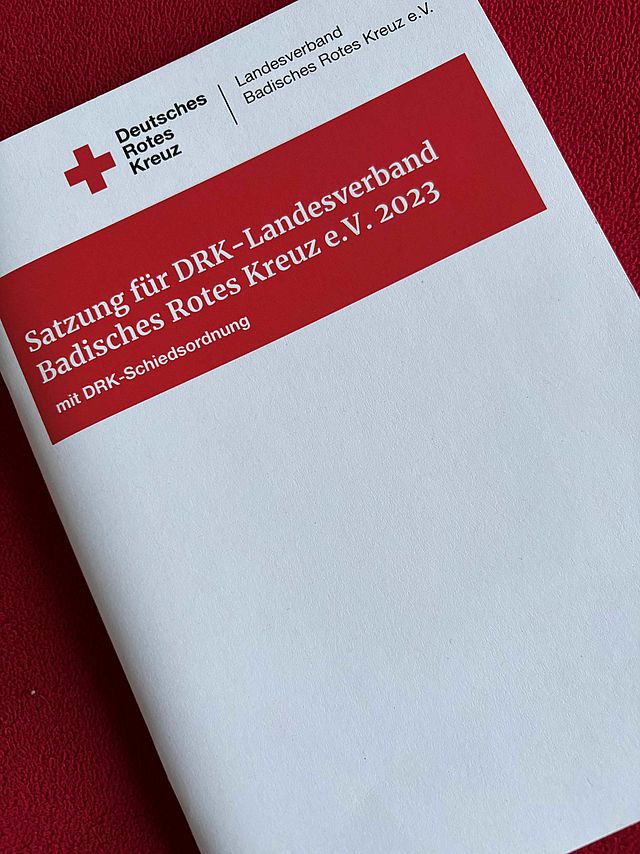 Deutsches
Rotes
Kreuz
Landesverband
Badisches Rotes Kreuz e.V.
Satzung für DRK-Landesverband
Badisches Rotes Kreuz e.V. 2023
mit DRK-Schiedsordnung